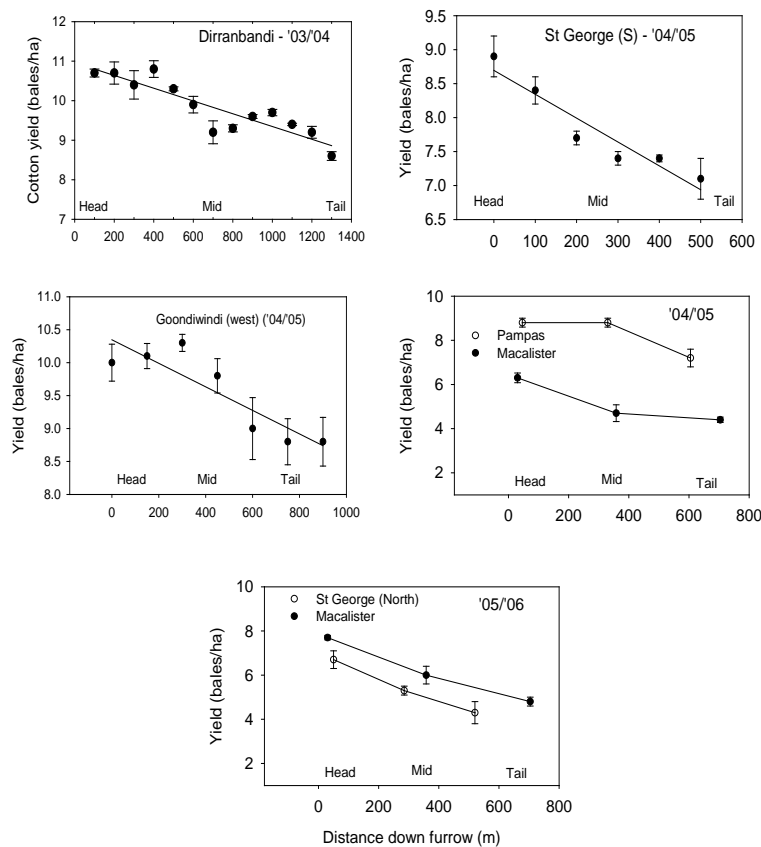 Dirranbandi - '03/'04
Cotton yield (bales/ha)
12
11
10
9
8
7
Head
Mid
Tail
0 200 400 600 800 1000 1200 1400
St George (S) - '04/'05
Yield (bales/ha)
9.5
9.0
8.5
8.0
7.5
7.0
6.5
Head
Mid
Tail
0 100 200 300 400 500 600
Goondiwindi (west) ('04/'05)
Yield (bales/ha)
11.0
10.5
10.0
9.5
9.0
8.5
8.0
Head
Mid
Tail
0 200 400 600 800 1000
'04/'05
Pampas
Macalister
Yield (bales/ha)
10
8
6
4
2
Head
Mid
Tail
0 200 400 600 800
'05/'06
St George (North)
Macalister
Yield (bales/ha)
10
8
6
4
2
Head
Mid
Tail
0 200 400 600 800
Distance down furrow (m)